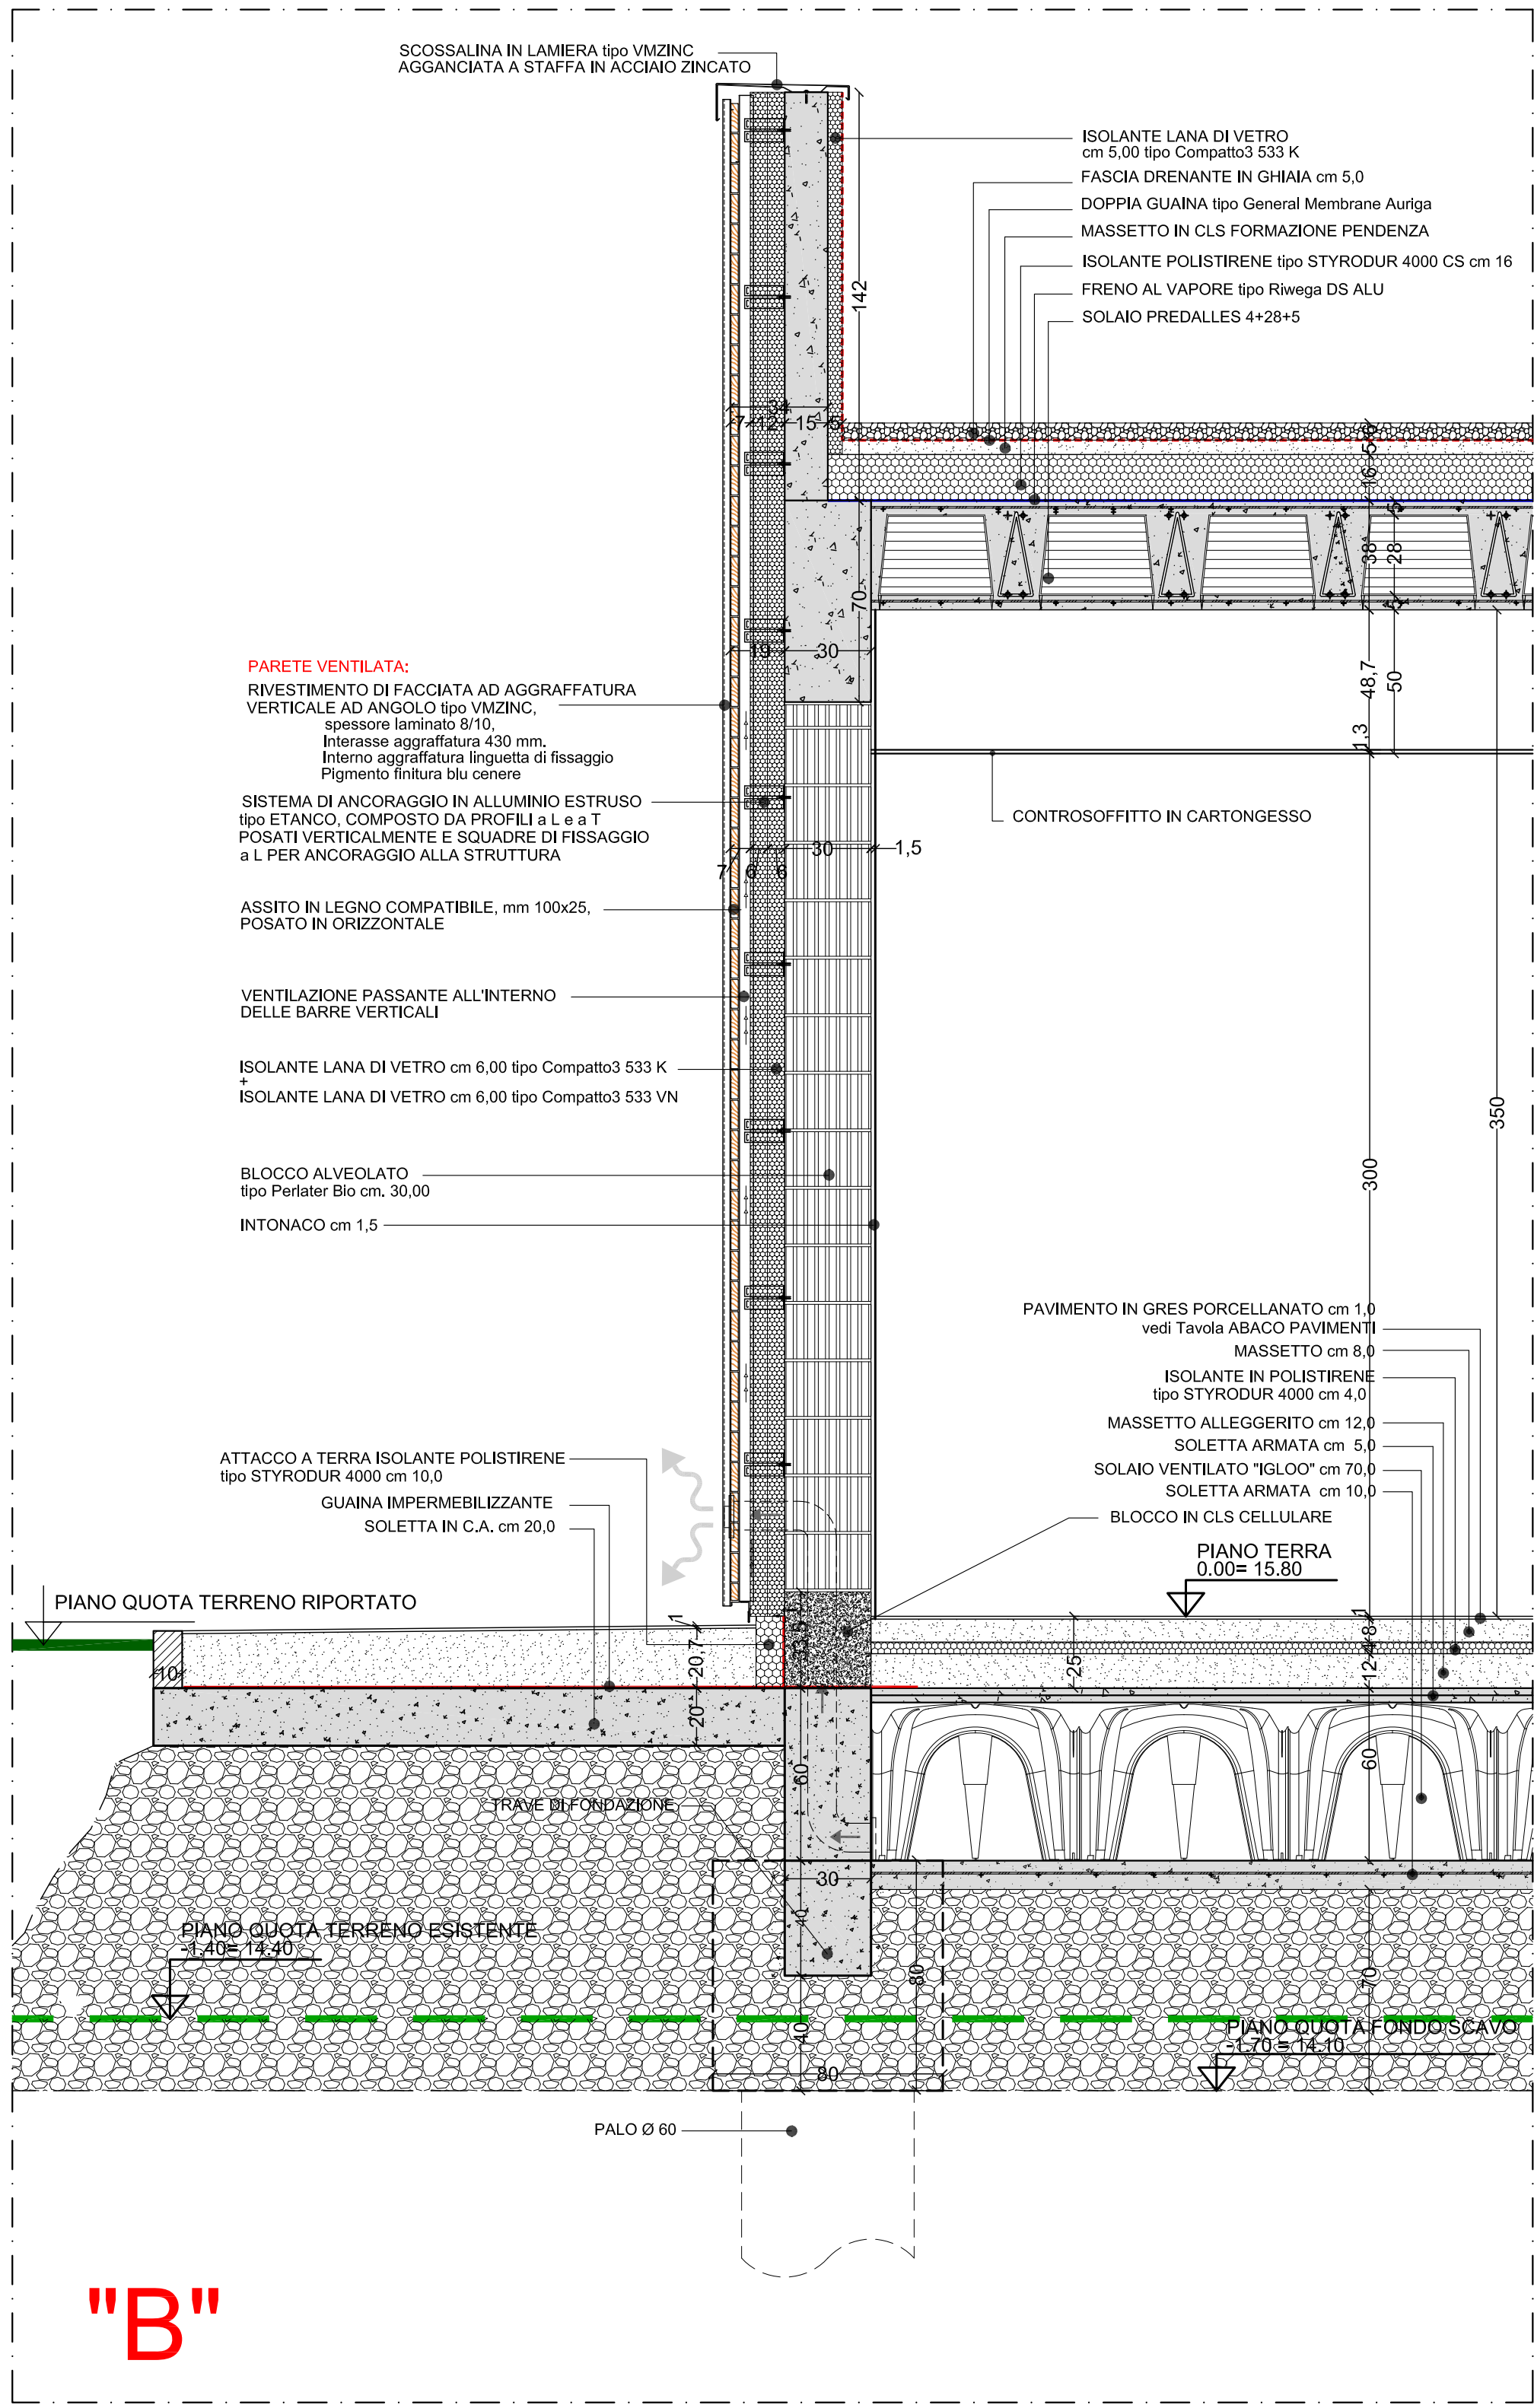 SCOSSALINA IN LAMIERA tipo VMZINC
AGGANCIATA A STAFFA IN ACCIAIO ZINCATO
ISOLANTE LANA DI VETRO
cm 5,00 tipo Compatto3 533 K
FASCIA DRENANTE IN GHIAIA cm 5,0
DOPPIA GUAINA tipo General Membrane Auriga
MASSETTO IN CLS FORMAZIONE PENDENZA
ISOLANTE POLISTIRENE tipo STYRODUR 4000 CS cm 16
FRENO AL VAPORE tipo Riwega DS ALU
SOLAIO PREDALLES 4+28+5
142
34
7 12 15 5
16 5 6
38
5
28
5
70
19 30
48,7
50
1,3
PARETE VENTILATA:
RIVESTIMENTO DI FACCIATA AD AGGRAFFATURA
VERTICALE AD ANGOLO tipo VMZINC,
spessore laminato 8/10,
Interasse aggraffatura 430 mm.
Interno aggraffatura linguetta di fissaggio
Pigmento finitura blu cenere
SISTEMA DI ANCORAGGIO IN ALLUMINIO ESTRUSO
tipo ETANCO, COMPOSTO DA PROFILI a L e a T
POSATI VERTICALMENTE E SQUADRE DI FISSAGGIO
a L PER ANCORAGGIO ALLA STRUTTURA
CONTROSOFFITTO IN CARTONGESSO
30 1,5
7 6 6
ASSITO IN LEGNO COMPATIBILE, mm 100x25,
POSATO IN ORIZZONTALE
VENTILAZIONE PASSANTE ALL'INTERNO
DELLE BARRE VERTICALI
ISOLANTE LANA DI VETRO cm 6,00 tipo Compatto3 533 K
+
ISOLANTE LANA DI VETRO cm 6,00 tipo Compatto3 533 VN
350
300
BLOCCO ALVEOLATO
tipo Perlater Bio cm. 30,00
INTONACO cm 1,5
PAVIMENTO IN GRES PORCELLANATO cm 1,0
vedi Tavola ABACO PAVIMENTI
MASSETTO cm 8,0
ISOLANTE IN POLISTIRENE
tipo STYRODUR 4000 cm 4,0
MASSETTO ALLEGGERITO cm 12,0
SOLETTA ARMATA cm 5,0
SOLAIO VENTILATO "IGLOO" cm 70,0
SOLETTA ARMATA cm 10,0
BLOCCO IN CLS CELLULARE
ATTACCO A TERRA ISOLANTE POLISTIRENE
tipo STYRODUR 4000 cm 10,0
GUAINA IMPERMEBILIZZANTE
SOLETTA IN C.A. cm 20,0
PIANO TERRA
0.00= 15.80
PIANO QUOTA TERRENO RIPORTATO
10
1
20,7
20
33,5
25
1
8
4
12
60
60
TRAVE DI FONDAZIONE
30
40
80
70
PIANO QUOTA TERRENO ESISTENTE
-1.40= 14.40
40
80
PIANO QUOTA FONDO SCAVO
-1.70 = 14.10
PALO Ø 60
"B"